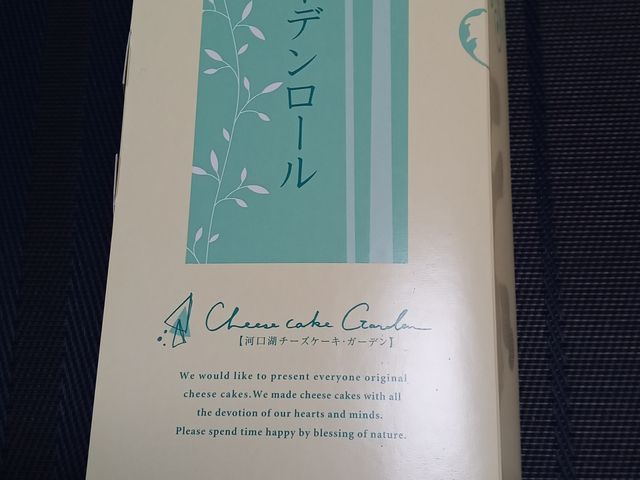 デンロール
Cheese cake Garden
【河口湖チーズケーキ・ガーデン】
We would like to present everyone original
cheese cakes.We made cheese cakes with all
the devotion of our hearts and minds.
Please spend time happy by blessing of nature.